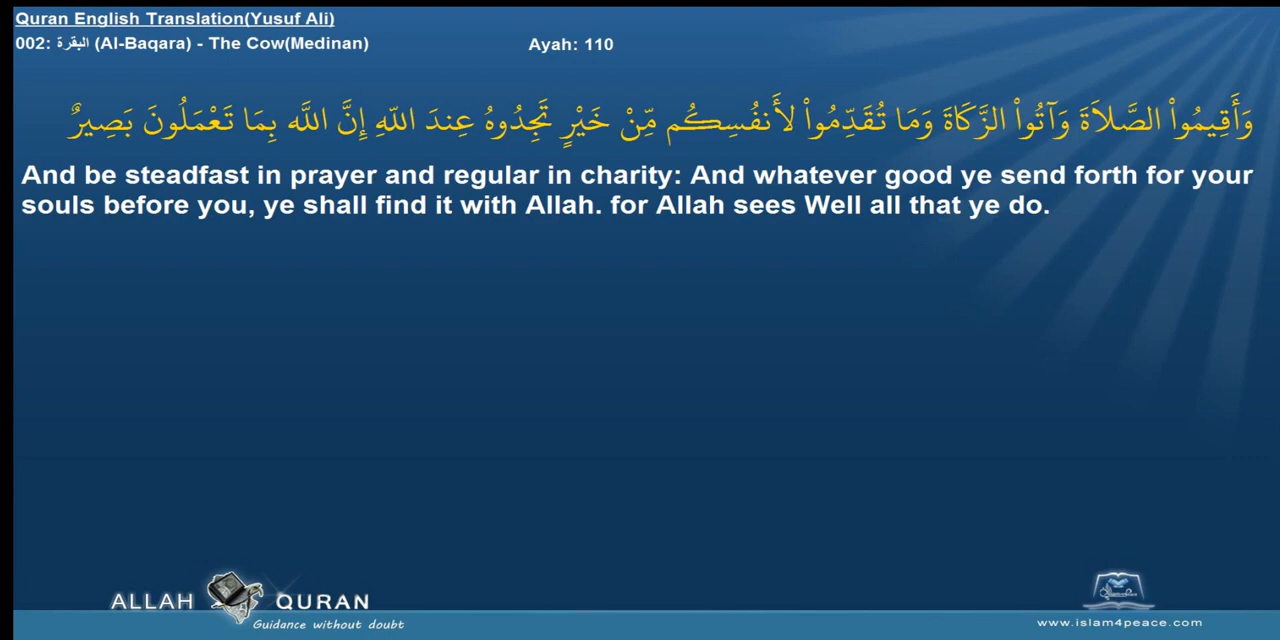 Quran English Translation(Yusuf Ali)
002: البقرة (Al-Baqara) - The Cow(Medinan)
Ayah: 110
وَأَقِيمُواْ الصَّلاَةَ وَآتُواْ الزَّكَاةَ وَمَا تُقَدِّمُواْ لأَنفُسِكُم مِّنْ خَيْرٍ تَجِدُوهُ عِندَ اللّهِ إِنَّ اللَّه بِمَا تَعْمَلُونَ بَصِيرٌ
And be steadfast in prayer and regular in charity: And whatever good ye send forth for your
souls before you, ye shall find it with Allah. for Allah sees Well all that ye do.
ALLAH QURAN
Guidance without doubt
www.islam4peace.com